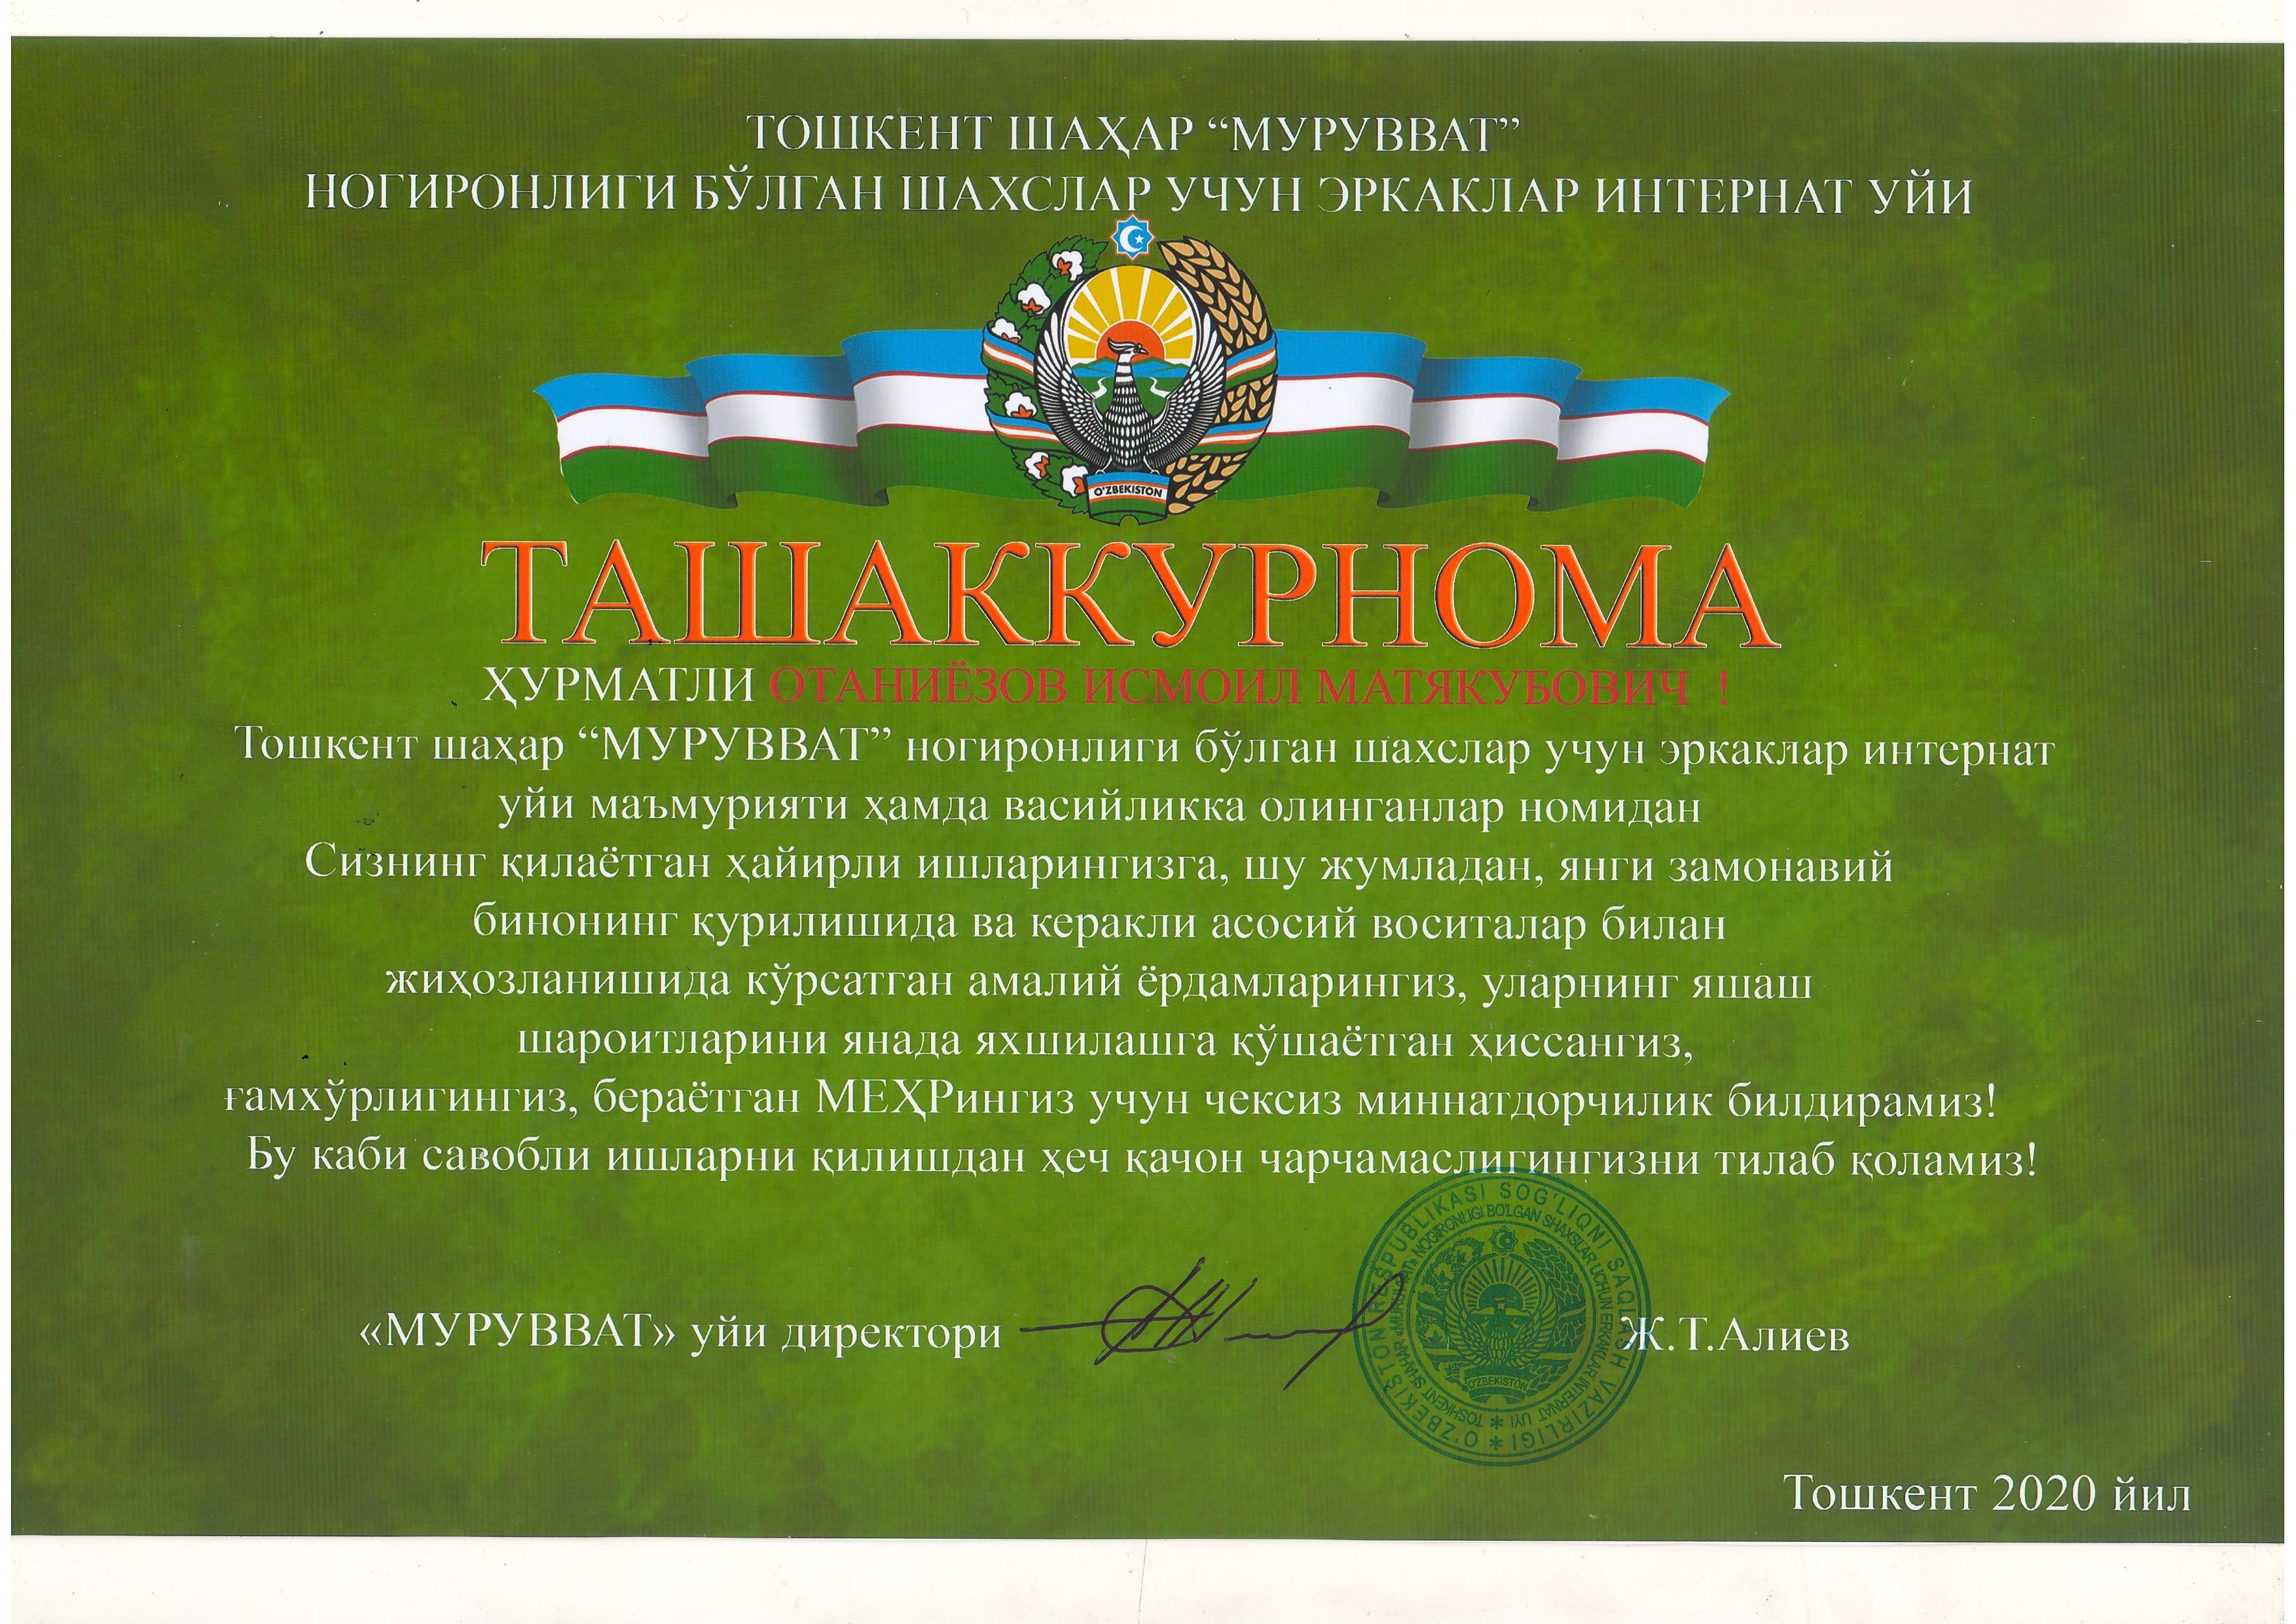 ТОШКЕНТ ШАҲАР “МУРУВВАТ”
НОГИРОНЛИГИ БЎЛГАН ШАХСЛАР УЧУН ЭРКАКЛАР ИНТЕРНАТ УЙИ
O'ZBEKISTON
ТАШАККУРНОМА
ҲУРМАТЛИ ОТАНИЁЗОВ ИСМОИЛ МАТЯКУБОВИЧ !
Тошкент шаҳар “МУРУВВАТ” ногиронлиги бўлган шахслар учун эркаклар интернат
уйи маъмурияти ҳамда васийликка олинганлар номидан
Сизнинг қилаётган ҳайирли ишларингизга, шу жумладан, янги замонавий
бинонинг қурилишида ва керакли асосий воситалар билан
жиҳозланишида кўрсатган амалий ёрдамларингиз, уларнинг яшаш
шароитларини янада яхшилашга қўшаётган ҳиссангиз,
ғамхўрлигингиз, бераётган МЕҲРингиз учун чексиз миннатдорчилик билдирамиз!
Бу каби савобли ишларни қилишдан ҳеч қачон чарчамаслигингизни тилаб қоламиз!
«МУРУВВАТ» уйи директори
Ж.Т.Алиев
O'ZBEKISTON RESPUBLIKASI SOG'LIQNI SAQLASH VAZIRLIGI
TOSHKENT SHAHAR «MURUVVAT» NOGIRONLIGI BOLGAN SHAXSLAR UCHUN ERKAKLAR INTERNAT UYI
O'ZBEKISTON
Тошкент 2020 йил